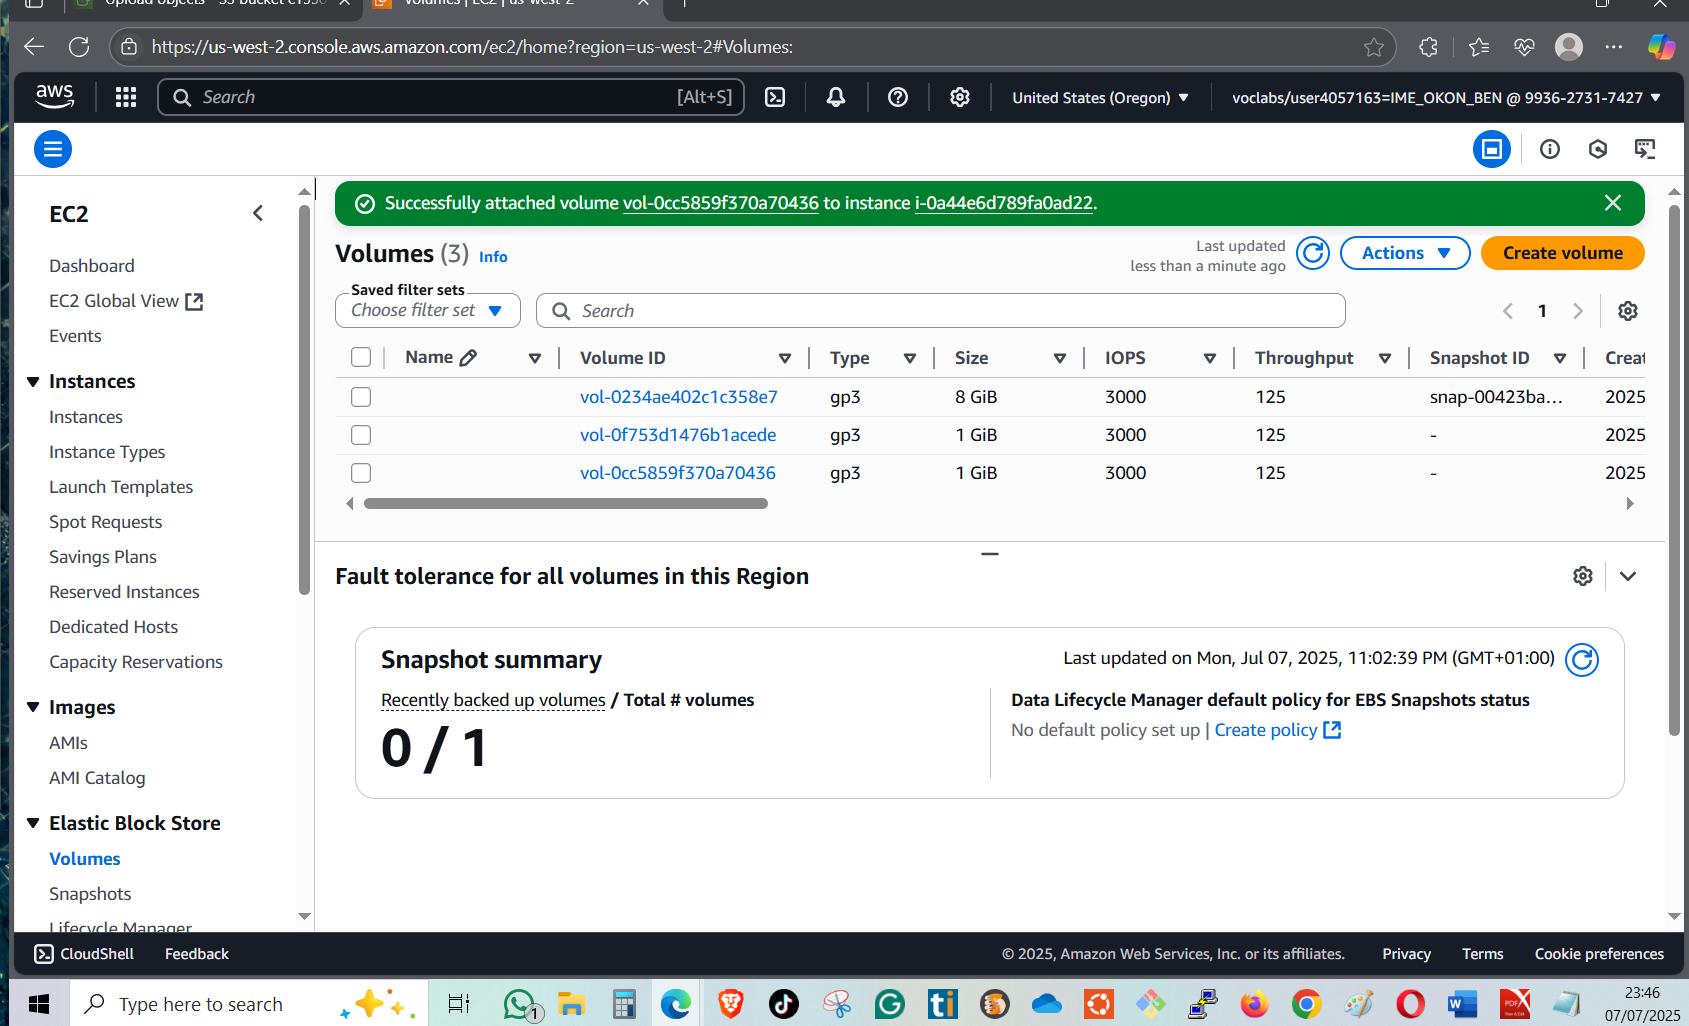 https://us-west-2.console.aws.amazon.com/ec2/home?region=us-west-2#Volumes:
aws
Search [Alt+S]
United States (Oregon)
voclabs/user4057163=IME_OKON_BEN @ 9936-2731-7427
EC2
Dashboard
EC2 Global View
Events
Instances
Instances
Instance Types
Launch Templates
Spot Requests
Savings Plans
Reserved Instances
Dedicated Hosts
Capacity Reservations
Images
AMIs
AMI Catalog
Elastic Block Store
Volumes
Snapshots
Lifecycle Manager
Successfully attached volume vol-0cc5859f370a70436 to instance i-0a44e6d789fa0ad22.
Volumes (3) Info
Last updated
less than a minute ago
Actions
Create volume
Saved filter sets
Choose filter set
Search
1
Name Volume ID Type Size IOPS Throughput Snapshot ID Creat
vol-0234ae402c1c358e7 gp3 8 GiB 3000 125 snap-00423ba... 2025
vol-0f753d1476b1acede gp3 1 GiB 3000 125 - 2025
vol-0cc5859f370a70436 gp3 1 GiB 3000 125 - 2025
Fault tolerance for all volumes in this Region
Snapshot summary
Last updated on Mon, Jul 07, 2025, 11:02:39 PM (GMT+01:00)
Recently backed up volumes / Total # volumes
0 / 1
Data Lifecycle Manager default policy for EBS Snapshots status
No default policy set up | Create policy
CloudShell Feedback
© 2025, Amazon Web Services, Inc. or its affiliates. Privacy Terms Cookie preferences
Type here to search
1
ti
PDF
23:46
07/07/2025